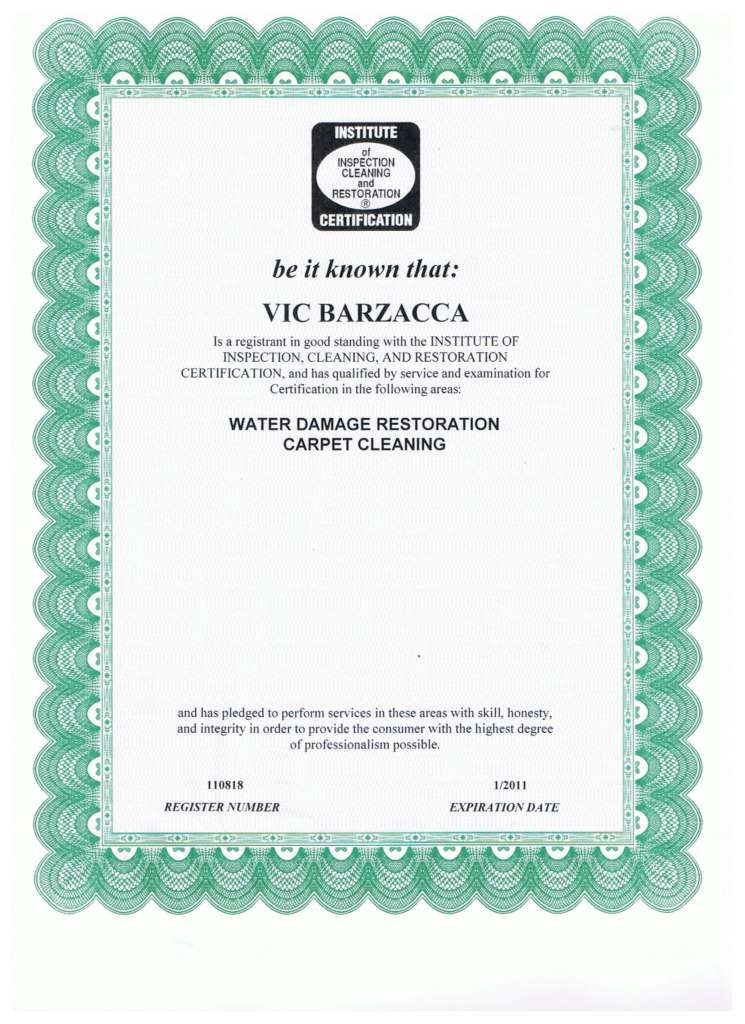 INSTITUTE
of
INSPECTION
CLEANING
and
RESTORATION
®
CERTIFICATION
be it known that:
VIC BARZACCA
Is a registrant in good standing with the INSTITUTE OF
INSPECTION, CLEANING, AND RESTORATION
CERTIFICATION, and has qualified by service and examination for
Certification in the following areas:
WATER DAMAGE RESTORATION
CARPET CLEANING
and has pledged to perform services in these areas with skill, honesty,
and integrity in order to provide the consumer with the highest degree
of professionalism possible.
110818 1/2011
REGISTER NUMBER EXPIRATION DATE